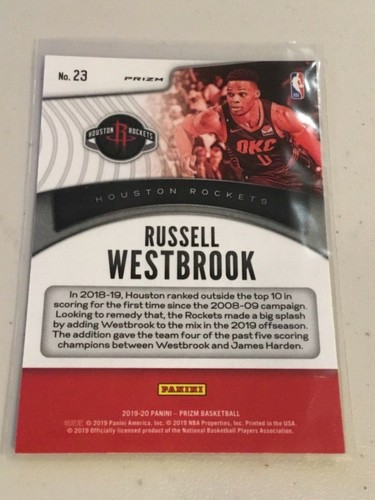 No. 23 PRIZM
NBA
HOUSTON ROCKETS
R
OKC
0
HOUSTON ROCKETS
RUSSELL
WESTBROOK
In 2018-19, Houston ranked outside the top 10 in
scoring for the first time since the 2008-09 campaign.
Looking to remedy that, the Rockets made a big splash
by adding Westbrook to the mix in the 2019 offseason.
The addition gave the team four of the past five scoring
champions between Westbrook and James Harden.
PANINI
2019-20 PANINI – PRIZM BASKETBALL
© 2019 Panini America, Inc. © 2019 NBA Properties, Inc. Printed in the USA.
© 2019 Officially licensed product of the National Basketball Players Association.